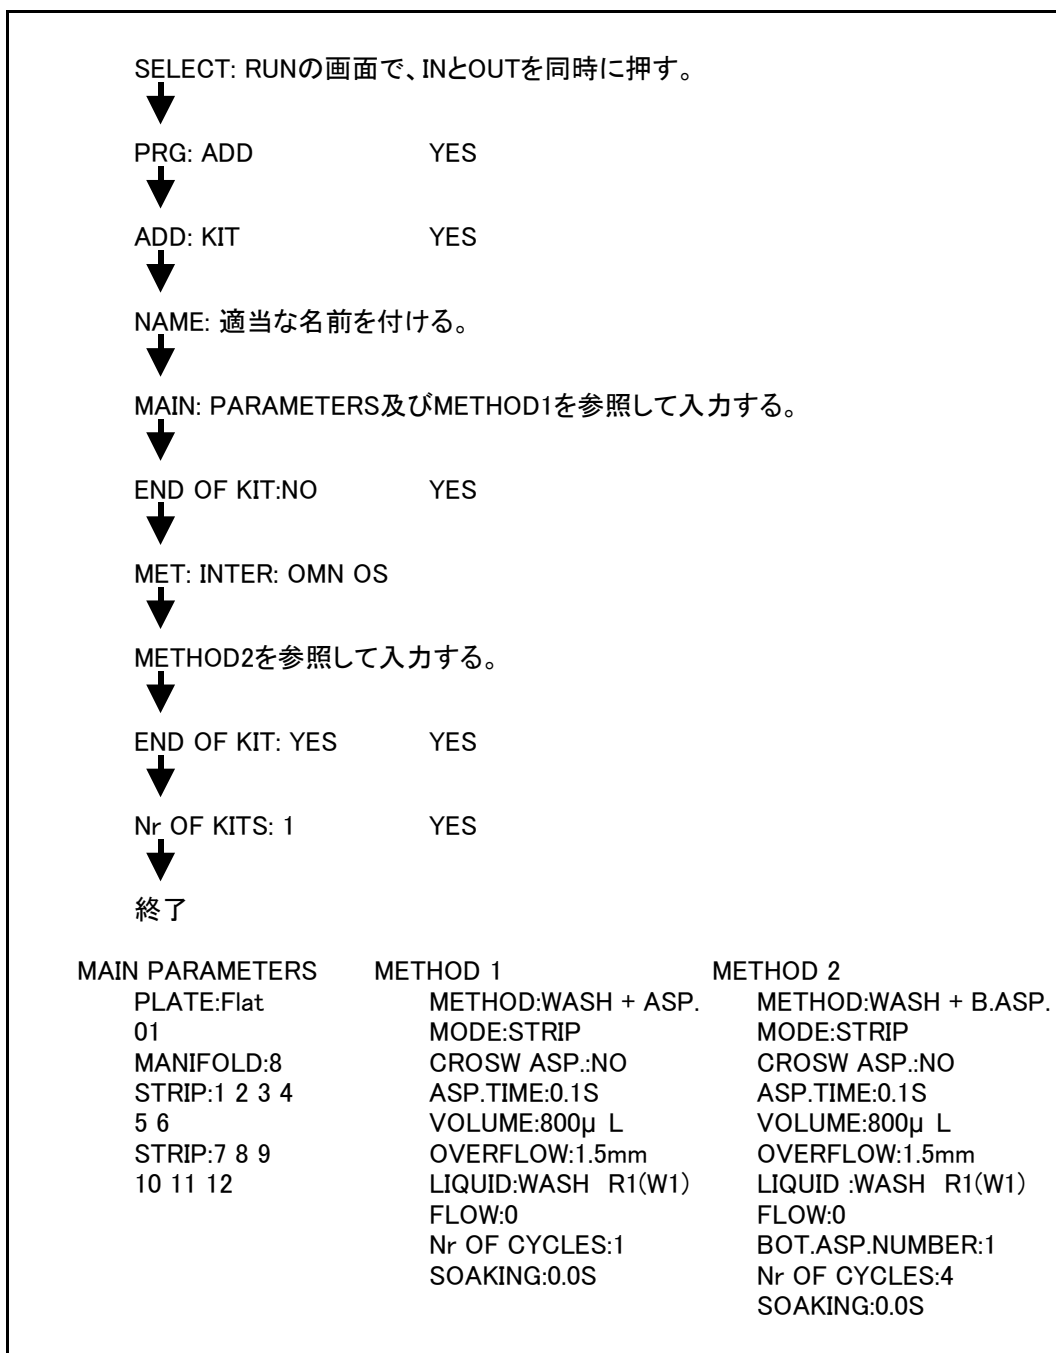 SELECT: RUNの画面で、INとOUTを同時に押す。
PRG: ADD YES
ADD: KIT YES
NAME: 適当な名前を付ける。
MAIN: PARAMETERS及びMETHOD1を参照して入力する。
END OF KIT:NO YES
MET: INTER: OMN OS
METHOD2を参照して入力する。
END OF KIT: YES YES
Nr OF KITS: 1 YES
終了
MAIN PARAMETERS
PLATE:Flat
01
MANIFOLD:8
STRIP:1 2 3 4
5 6
STRIP:7 8 9
10 11 12
METHOD 1
METHOD:WASH + ASP.
MODE:STRIP
CROSW ASP.:NO
ASP.TIME:0.1S
VOLUME:800μ L
OVERFLOW:1.5mm
LIQUID:WASH R1(W1)
FLOW:0
Nr OF CYCLES:1
SOAKING:0.0S
METHOD 2
METHOD:WASH + B.ASP.
MODE:STRIP
CROSW ASP.:NO
ASP.TIME:0.1S
VOLUME:800μ L
OVERFLOW:1.5mm
LIQUID :WASH R1(W1)
FLOW:0
BOT.ASP.NUMBER:1
Nr OF CYCLES:4
SOAKING:0.0S